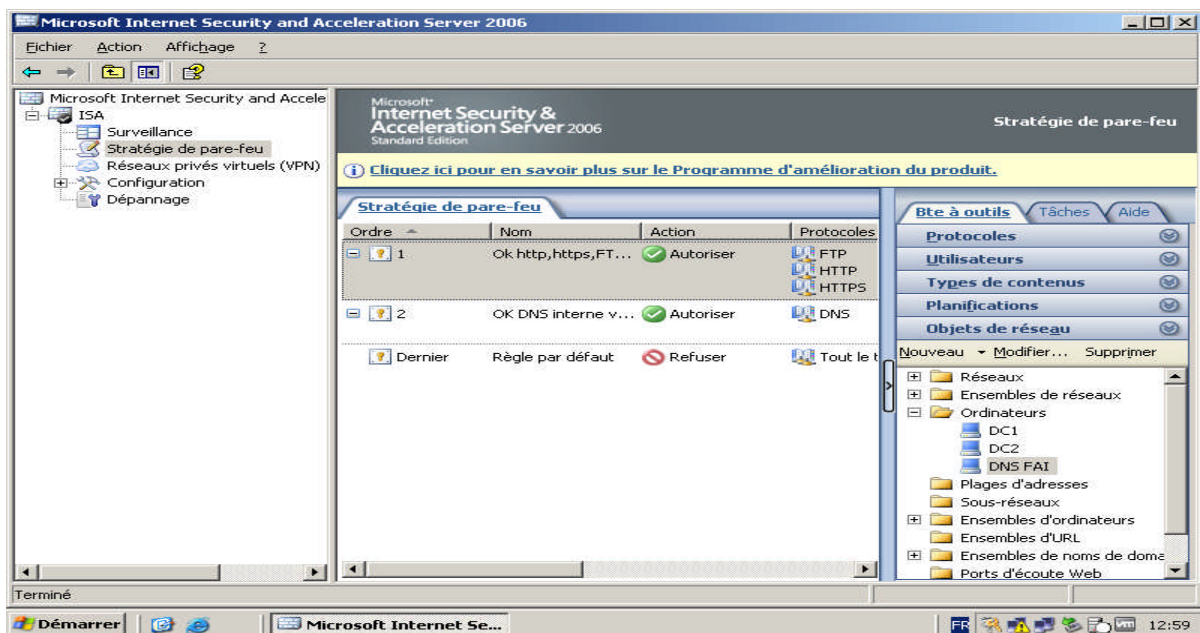 Microsoft Internet Security and Acceleration Server 2006
Fichier Action Affichage ?
Microsoft Internet Security and Accele
ISA
Surveillance
Stratégie de pare-feu
Réseaux privés virtuels (VPN)
Configuration
Dépannage
Microsoft
Internet Security &
Acceleration Server 2006
Standard Edition
Stratégie de pare-feu
Cliquez ici pour en savoir plus sur le Programme d'amélioration du produit.
Stratégie de pare-feu
Ordre Nom Action Protocoles
1 Ok http,https,FT... Autoriser FTP
HTTP
HTTPS
2 OK DNS interne v... Autoriser DNS
Dernier Règle par défaut Refuser Tout le t
Bte à outils Tâches Aide
Protocoles
Utilisateurs
Types de contenus
Planifications
Objets de réseau
Nouveau Modifier... Supprimer
Réseaux
Ensembles de réseaux
Ordinateurs
DC1
DC2
DNS FAI
Plages d'adresses
Sous-réseaux
Ensembles d'ordinateurs
Ensembles d'URL
Ensembles de noms de doma
Ports d'écoute Web
Terminé
Démarrer Microsoft Internet Se... FR 12:59